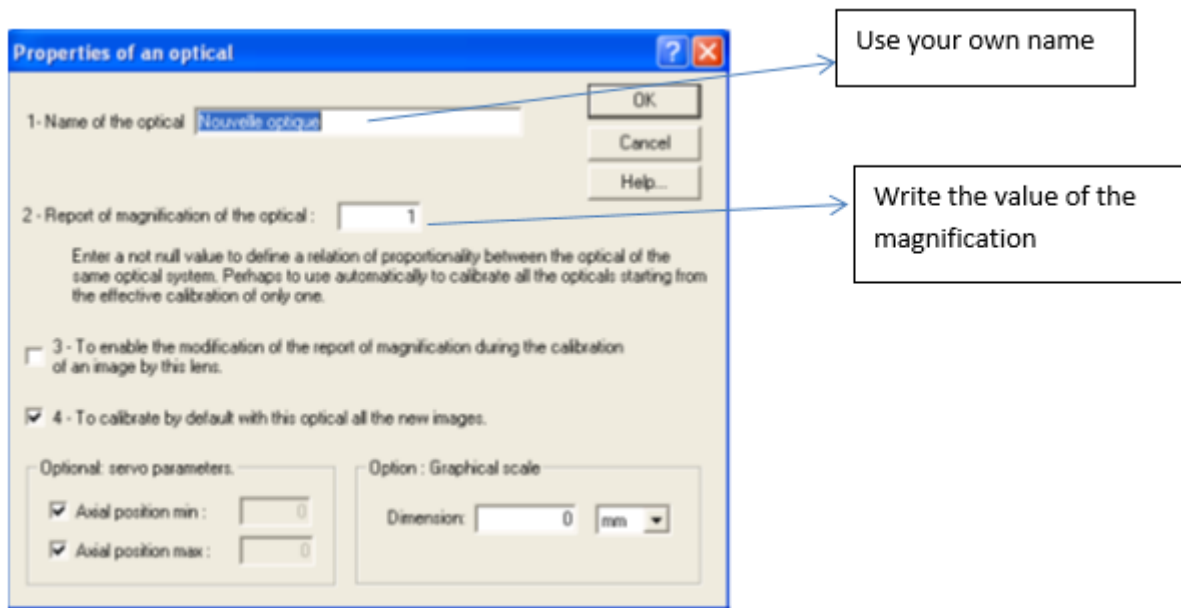 Properties of an optical
Use your own name
1- Name of the optical Nouvelle optique
OK
Cancel
Help...
2 - Report of magnification of the optical : 1
Write the value of the
magnification
Enter a not null value to define a relation of proportionality between the optical of the
same optical system. Perhaps to use automatically to calibrate all the opticals starting from
the effective calibration of only one.
3 - To enable the modification of the report of magnification during the calibration
of an image by this lens.
4 - To calibrate by default with this optical all the new images.
Optional: servo parameters.
Axial position min : 0
Axial position max : 0
Option : Graphical scale
Dimension: 0 mm